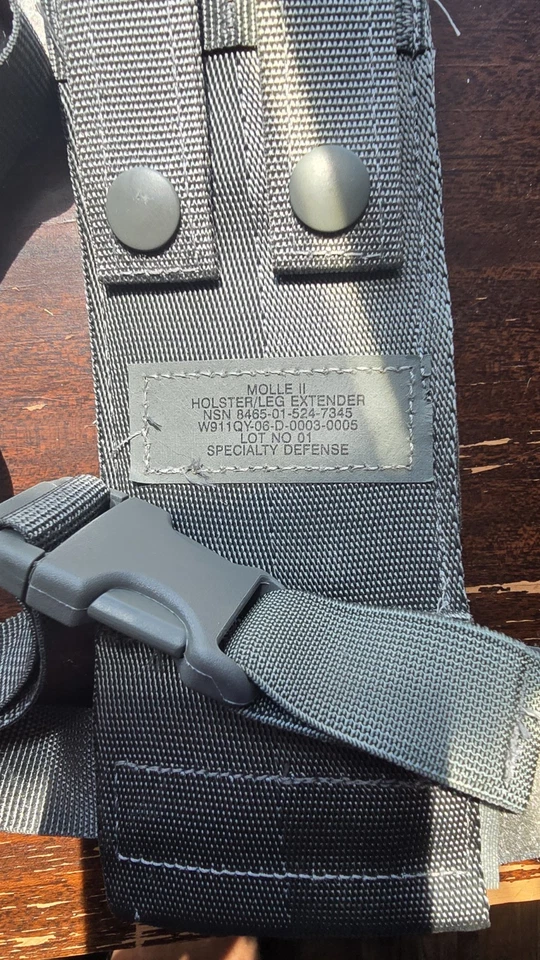 MOLLE II
HOLSTER/LEG EXTENDER
NSN 8465-01-524-7345
W911QY-06-D-0003-0005
LOT NO 01
SPECIALTY DEFENSE